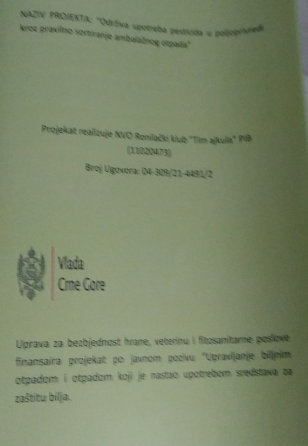 NAZIV PROJEKTA: "Održiva upotreba pesticida u poljoprivredi
kroz pravilno sortiranje ambalažnog otpada"
Projekat realizuje NVO Ronilački klub "Tim ajkula" PIB
(11020473)
Broj Ugovora: 04-309/21-4491/2
Vlada
Crne Gore
Uprava za bezbjednost hrane, veterinu i fitosanitarne poslove
finansaira projekat po javnom pozivu "Upravljanje biljnim
otpadom i otpadom koji je nastao upotrebom sredstava za
zaštitu bilja.